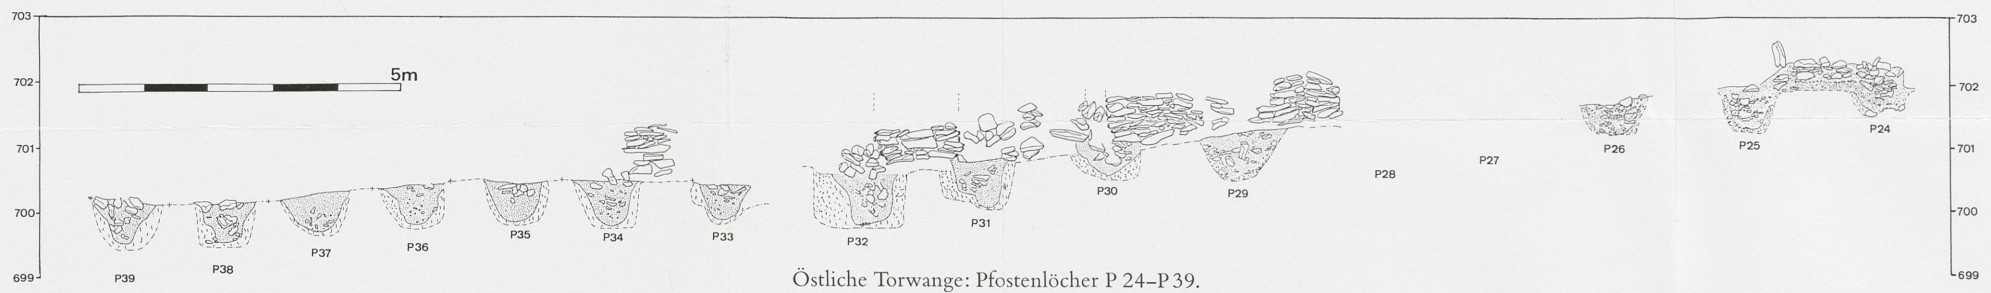 703
702
701
700
699
5m
P39
P38
P37
P36
P35
P34
P33
P32
P31
P30
P29
P28
P27
P26
P25
P24
703
702
701
700
699
Östliche Torwange: Pfostenlöcher P 24–P 39.